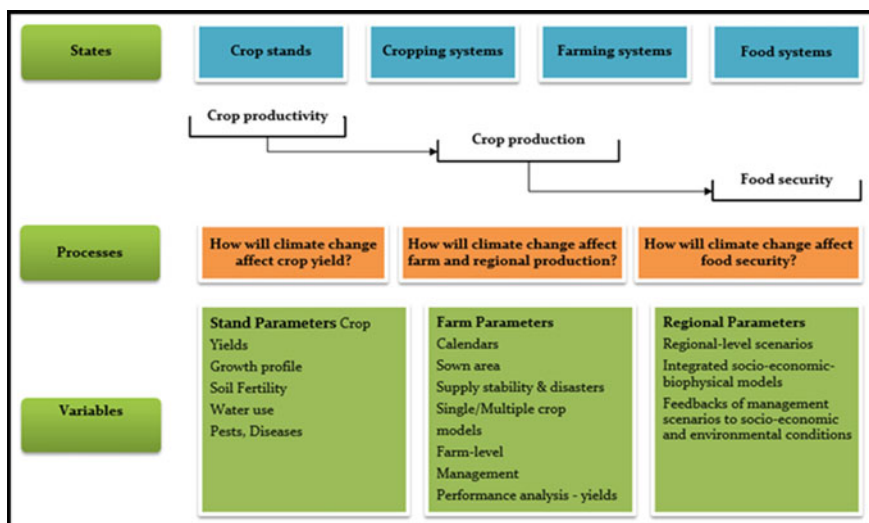 States
Crop stands
Cropping systems
Farming systems
Food systems
Crop productivity
Crop production
Food security
Processes
How will climate change
affect crop yield?
How will climate change affect
farm and regional production?
How will climate change affect
food security?
Variables
Stand Parameters Crop
Yields
Growth profile
Soil Fertility
Water use
Pests, Diseases
Farm Parameters
Calendars
Sown area
Supply stability & disasters
Single/Multiple crop
models
Farm-level
Management
Performance analysis - yields
Regional Parameters
Regional-level scenarios
Integrated socio-economic-
biophysical models
Feedbacks of management
scenarios to socio-economic
and environmental conditions